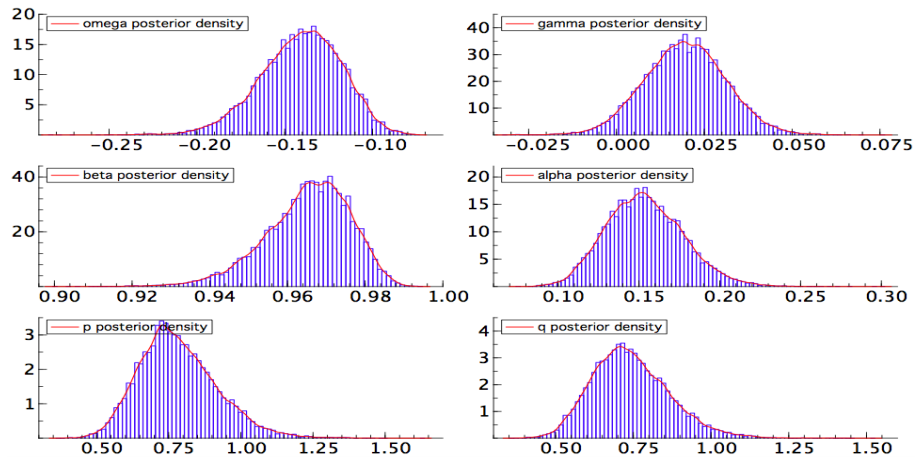 20 omega posterior density
15
10
5
-0.25 -0.20 -0.15 -0.10
gamma posterior density
40
30
20
10
-0.025 0.000 0.025 0.050 0.075
40 beta posterior density
20
0.90 0.92 0.94 0.96 0.98 1.00
20 alpha posterior density
15
10
5
0.10 0.15 0.20 0.25 0.30
p posterior density
3
2
1
0.50 0.75 1.00 1.25 1.50
q posterior density
4
3
2
1
0.50 0.75 1.00 1.25 1.50